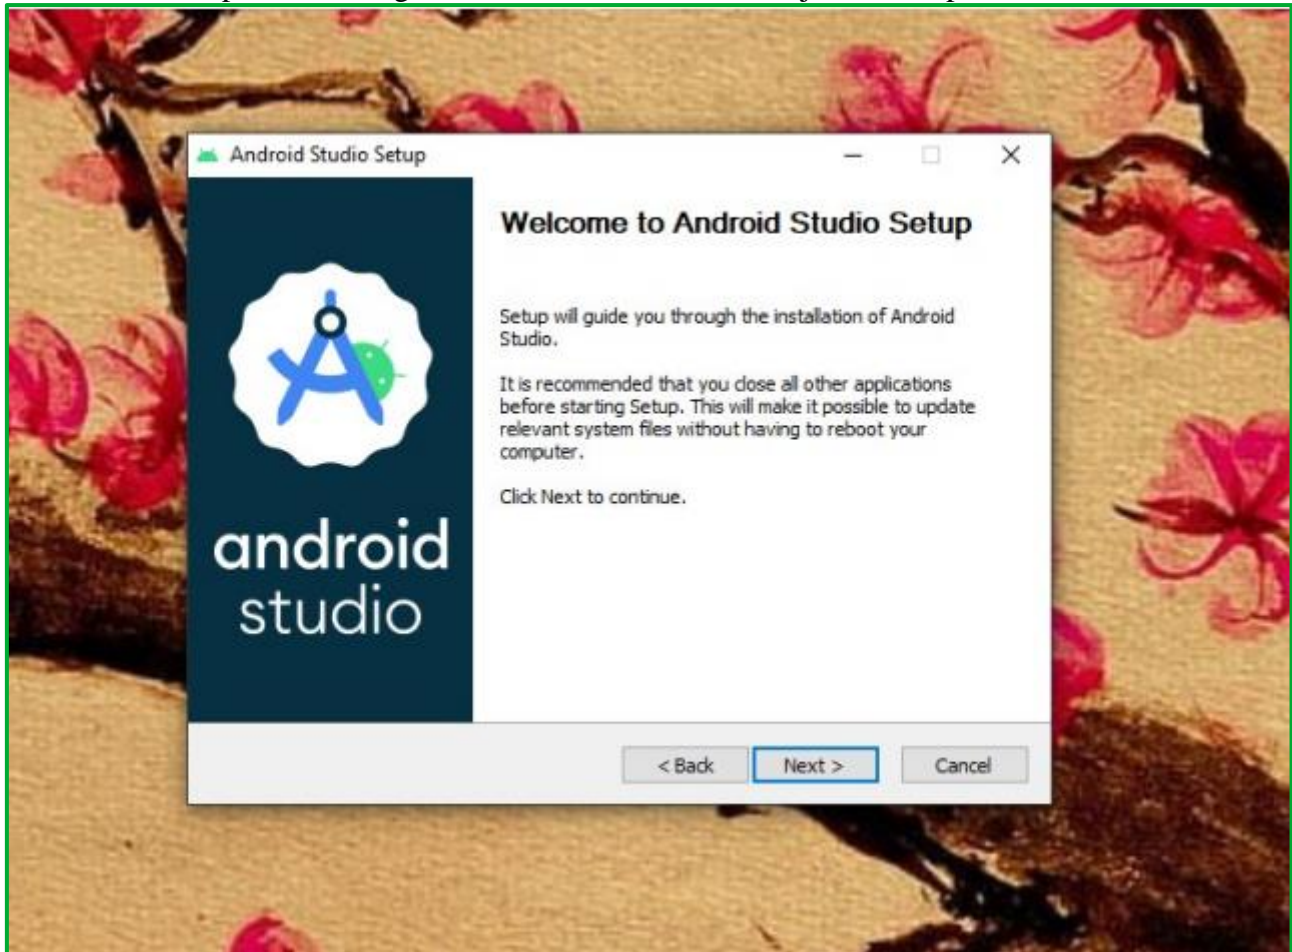 Android Studio Setup
Welcome to Android Studio Setup
Setup will guide you through the installation of Android
Studio.
It is recommended that you close all other applications
before starting Setup. This will make it possible to update
relevant system files without having to reboot your
computer.
Click Next to continue.
android
studio
< Back
Next >
Cancel